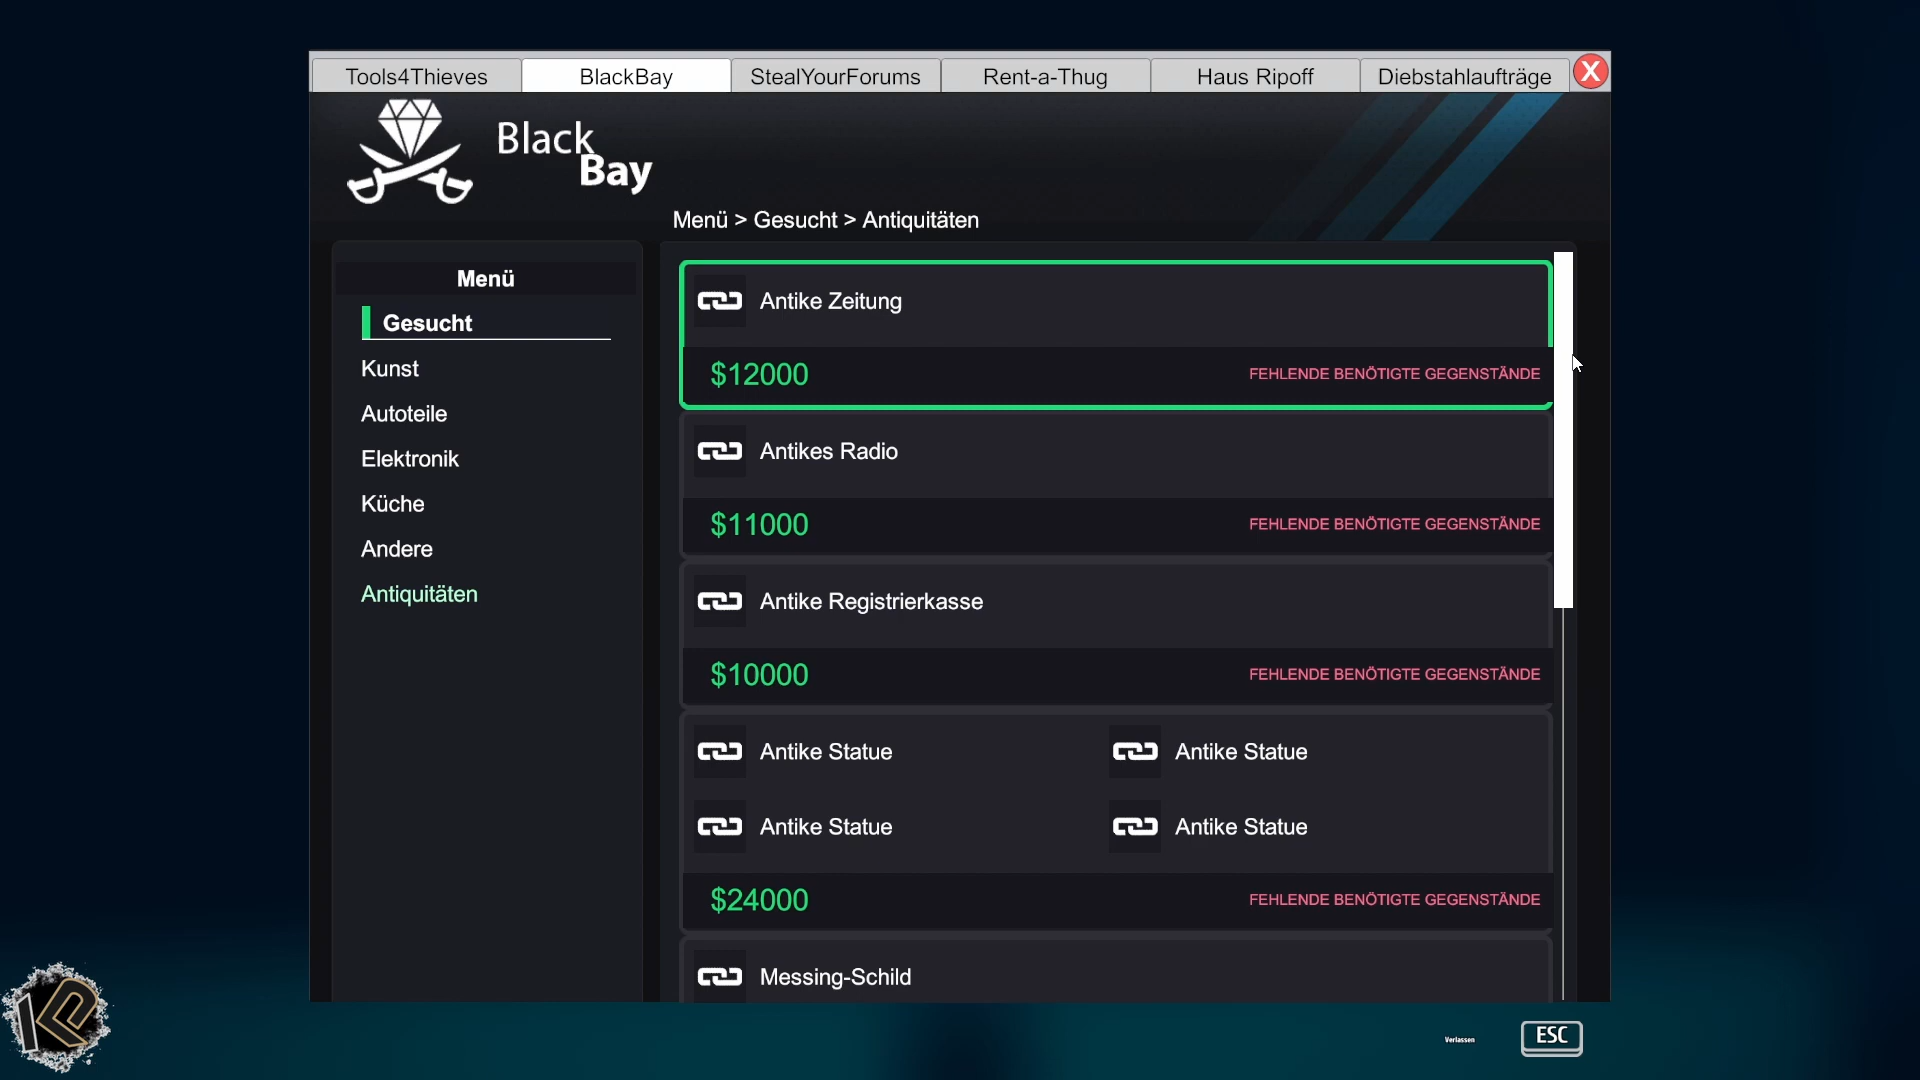 Tools4Thieves
BlackBay
StealYourForums
Rent-a-Thug
Haus Ripoff
Diebstahlaufträge
X
Black
Bay
Menü > Gesucht > Antiquitäten
Menü
Gesucht
Kunst
Autoteile
Elektronik
Küche
Andere
Antiquitäten
Antike Zeitung
$12000 FEHLENDE BENÖTIGTE GEGENSTÄNDE
Antikes Radio
$11000 FEHLENDE BENÖTIGTE GEGENSTÄNDE
Antike Registrierkasse
$10000 FEHLENDE BENÖTIGTE GEGENSTÄNDE
Antike Statue Antike Statue
Antike Statue Antike Statue
$24000 FEHLENDE BENÖTIGTE GEGENSTÄNDE
Messing-Schild
Verlassen ESC